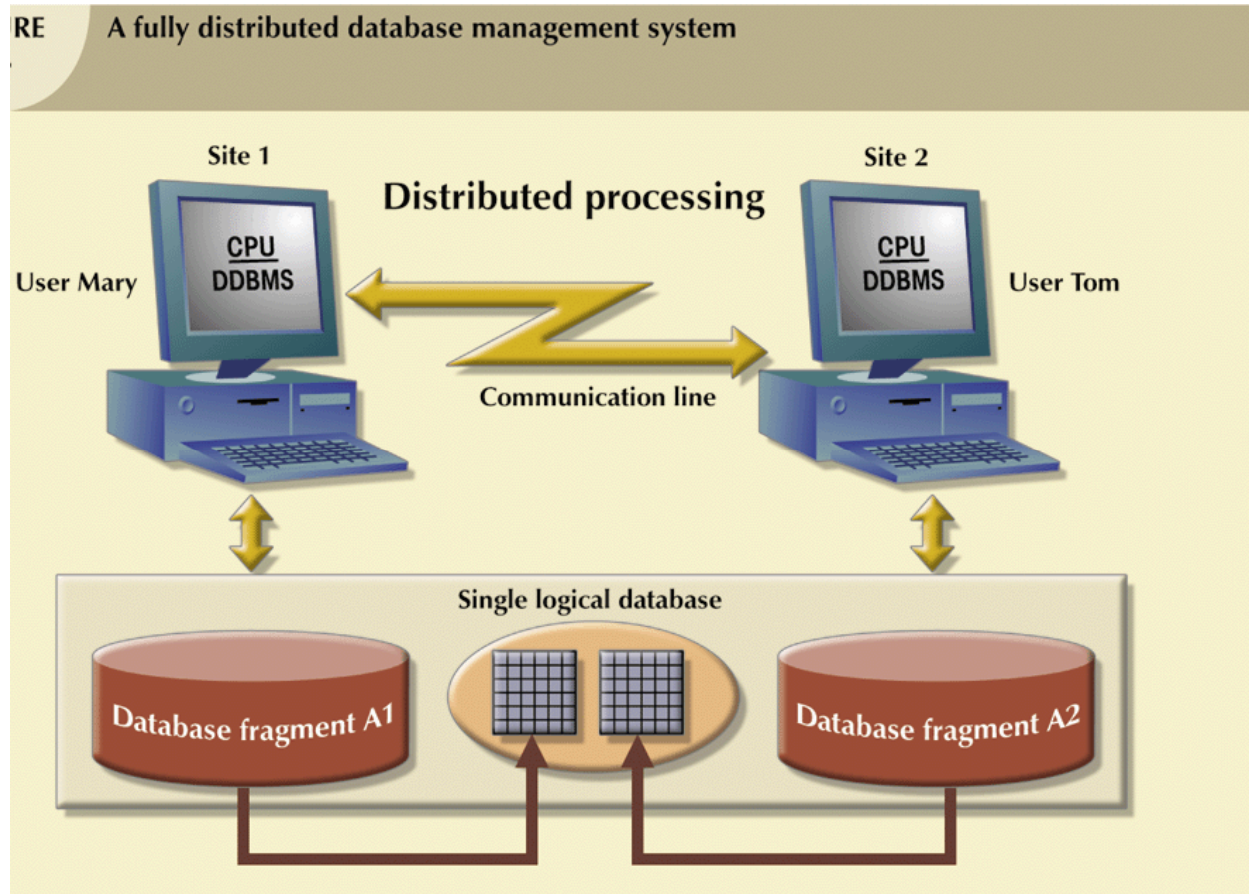 RE A fully distributed database management system
Site 1
Site 2
Distributed processing
CPU
DDBMS
CPU
DDBMS
User Mary
User Tom
Communication line
Single logical database
Database fragment A1
Database fragment A2